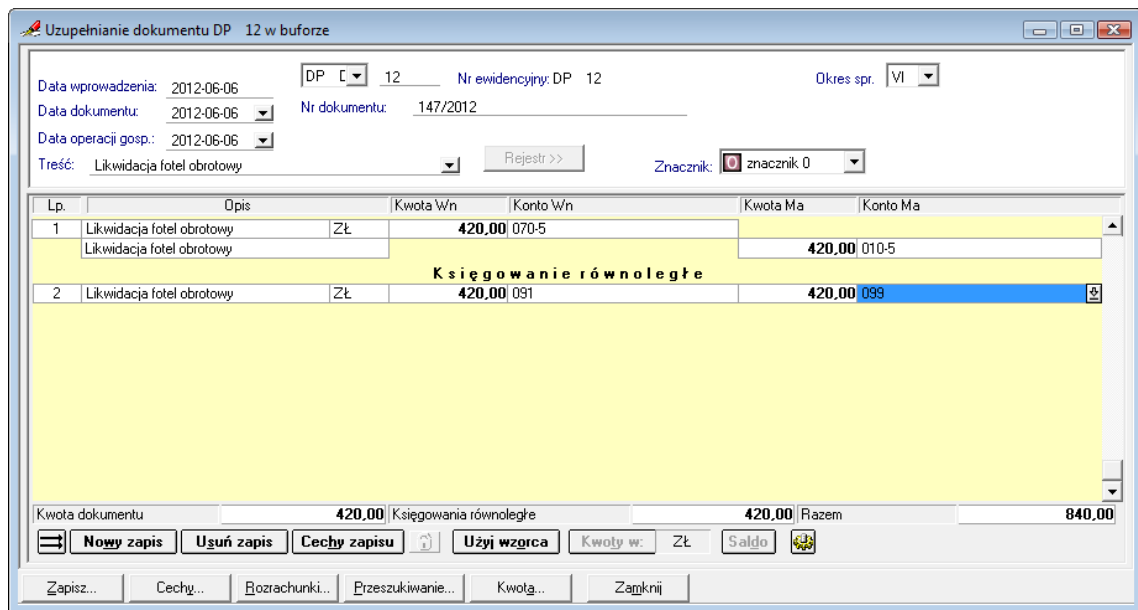 Uzupełnianie dokumentu DP 12 w buforze
Data wprowadzenia: 2012-06-06 DP 12 Nr ewidencyjny: DP 12 Okres spr. VI
Data dokumentu: 2012-06-06 Nr dokumentu: 147/2012
Data operacji gosp.: 2012-06-06
Treść: Likwidacja fotel obrotowy Rejestr >> Znacznik: 0 znacznik 0
Lp. Opis Kwota Wn Konto Wn Kwota Ma Konto Ma
1 Likwidacja fotel obrotowy ZŁ 420,00 070-5
Likwidacja fotel obrotowy 420,00 010-5
Księgowanie równoległe
2 Likwidacja fotel obrotowy ZŁ 420,00 091 420,00 099
Kwota dokumentu 420,00 Księgowania równoległe 420,00 Razem 840,00
Nowy zapis Usuń zapis Cechy zapisu Użyj wzorca Kwoty w: ZŁ Saldo
Zapisz... Cechy... Rozrachunki... Przeszukiwanie... Kwota... Zamknij